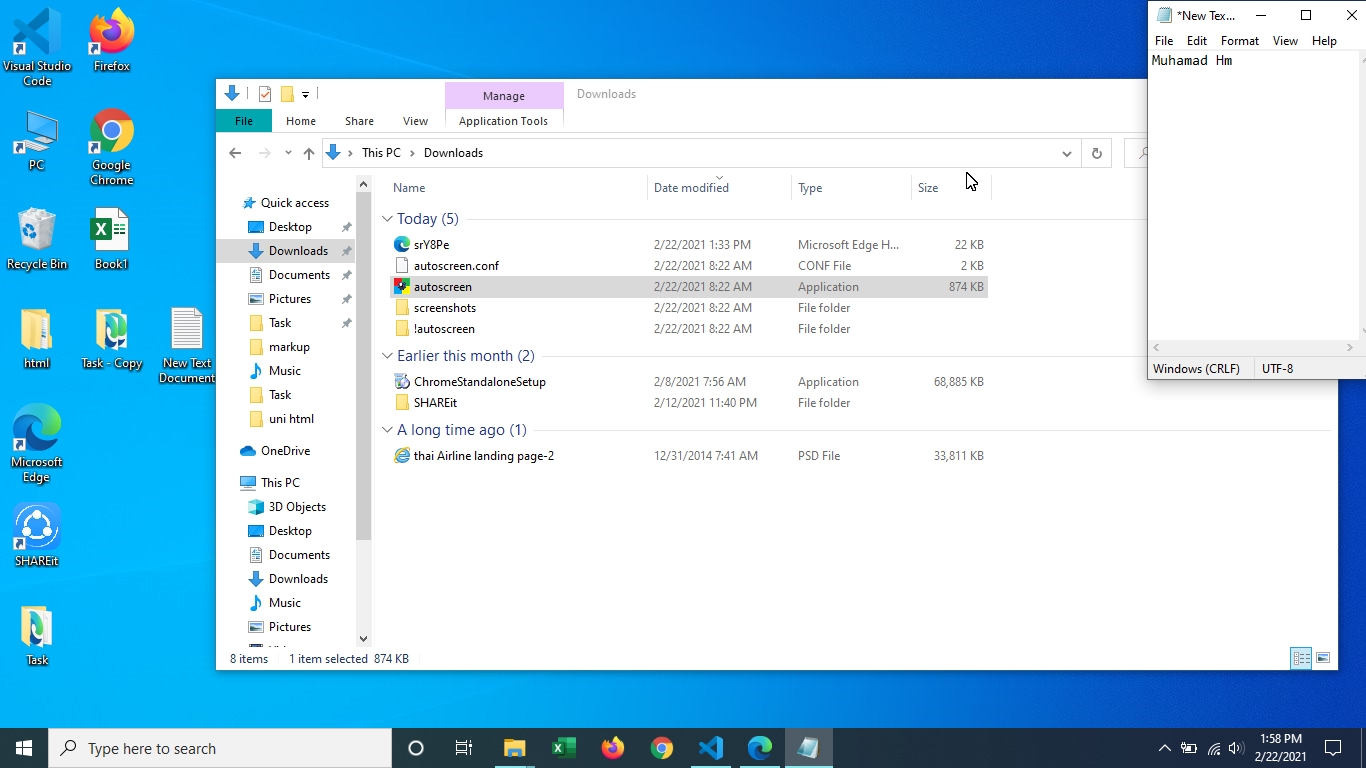 Visual Studio
Code
Firefox
PC
Google
Chrome
Recycle Bin
Book1
html
Task - Copy
New Text
Document
Microsoft
Edge
SHAREit
Task
Manage
Downloads
File
Home
Share
View
Application Tools
This PC
Downloads
Quick access
Desktop
Downloads
Documents
Pictures
Task
markup
Music
Task
uni html
OneDrive
This PC
3D Objects
Desktop
Documents
Downloads
Music
Pictures
Name Date modified Type Size
Today (5)
srY8Pe 2/22/2021 1:33 PM Microsoft Edge H... 22 KB
autoscreen.conf 2/22/2021 8:22 AM CONF File 2 KB
autoscreen 2/22/2021 8:22 AM Application 874 KB
screenshots 2/22/2021 8:22 AM File folder
!autoscreen 2/22/2021 8:22 AM File folder
Earlier this month (2)
ChromeStandaloneSetup 2/8/2021 7:56 AM Application 68,885 KB
SHAREit 2/12/2021 11:40 PM File folder
A long time ago (1)
thai Airline landing page-2 12/31/2014 7:41 AM PSD File 33,811 KB
8 items 1 item selected 874 KB
*New Tex...
File Edit Format View Help
Muhamad Hm
Windows (CRLF) UTF-8
Type here to search
1:58 PM
2/22/2021